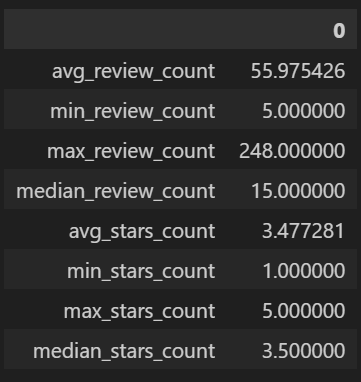 0
avg_review_count 55.975426
min_review_count 5.000000
max_review_count 248.000000
median_review_count 15.000000
avg_stars_count 3.477281
min_stars_count 1.000000
max_stars_count 5.000000
median_stars_count 3.500000